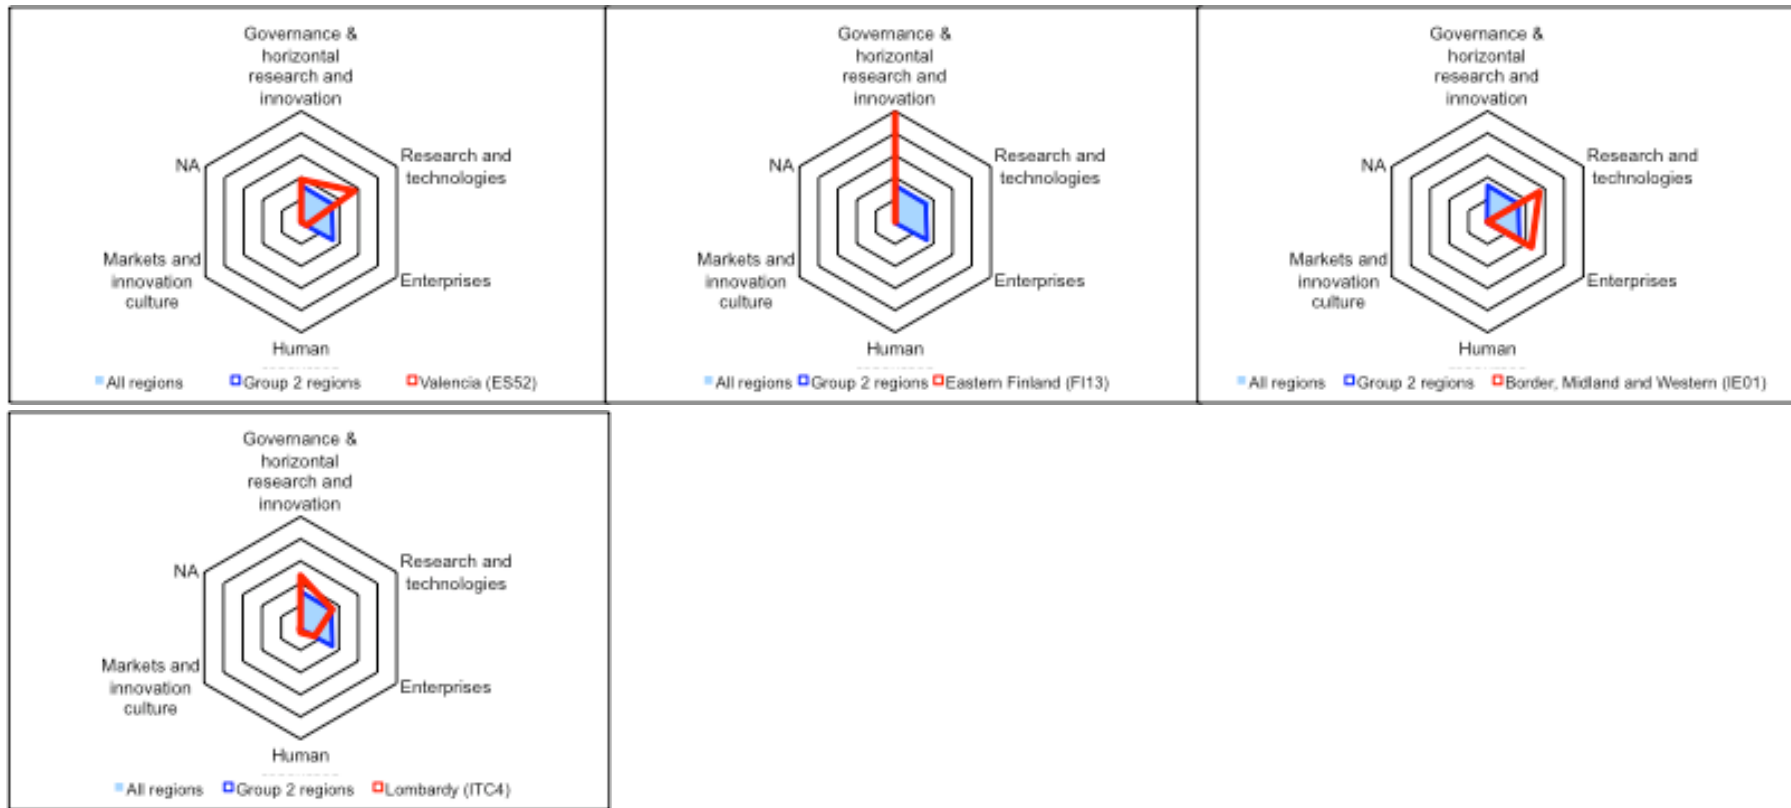 Governance &
horizontal
research and
innovation
NA
Research and
technologies
Markets and
innovation
culture
Enterprises
Human
All regions Group 2 regions Valencia (ES52)
Governance &
horizontal
research and
innovation
NA
Research and
technologies
Markets and
innovation
culture
Enterprises
Human
All regions Group 2 regions Eastern Finland (FI13)
Governance &
horizontal
research and
innovation
NA
Research and
technologies
Markets and
innovation
culture
Enterprises
Human
All regions Group 2 regions Border, Midland and Western (IE01)
Governance &
horizontal
research and
innovation
NA
Research and
technologies
Markets and
innovation
culture
Enterprises
Human
All regions Group 2 regions Lombardy (ITC4)